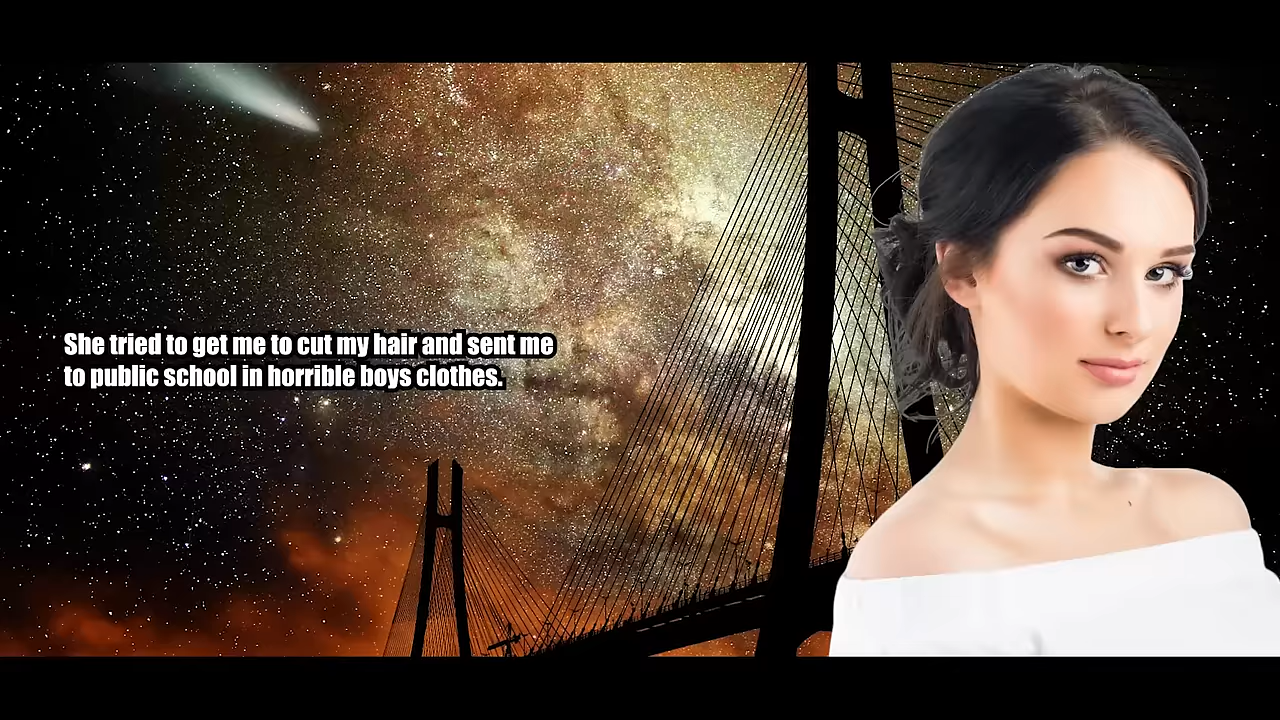 She tried to get me to cut my hair and sent me
to public school in horrible boys clothes.